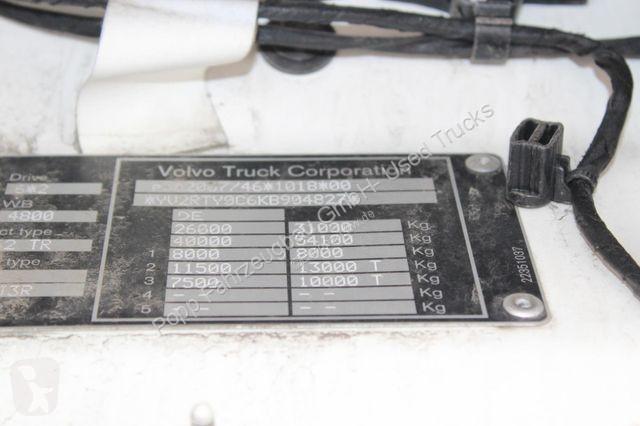 Drive
6*2
Volvo Truck Corporation
WB
4800
DE
26000 31000 Kg
40000 54100 Kg
1 8000 8000 Kg
2 TR
2 11500 13000 T Kg
type
3 7500 10000 T Kg
T3R
4 - - Kg
5 - - Kg
22351037
Used Trucks